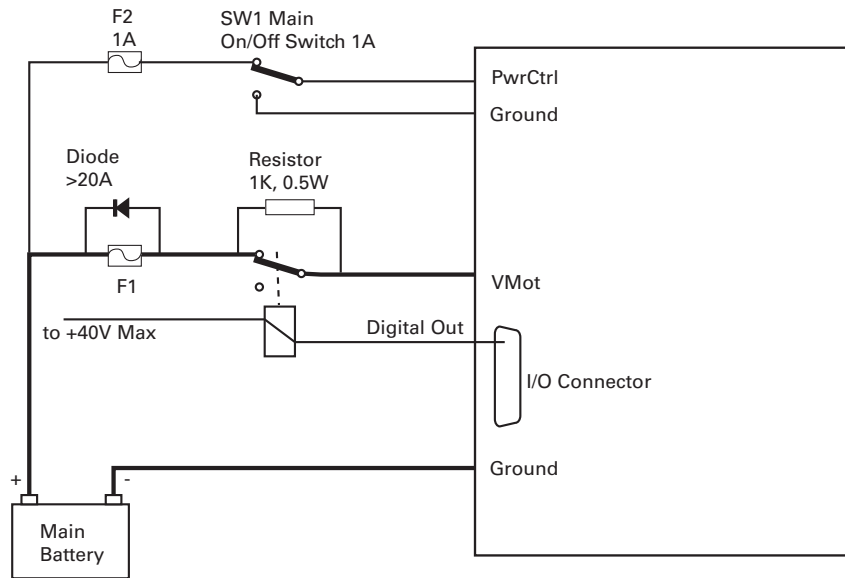 F2
1A
SW1 Main
On/Off Switch 1A
PwrCtrl
Ground
Diode
>20A
Resistor
1K, 0.5W
F1
VMot
to +40V Max
Digital Out
I/O Connector
Ground
+
-
Main
Battery